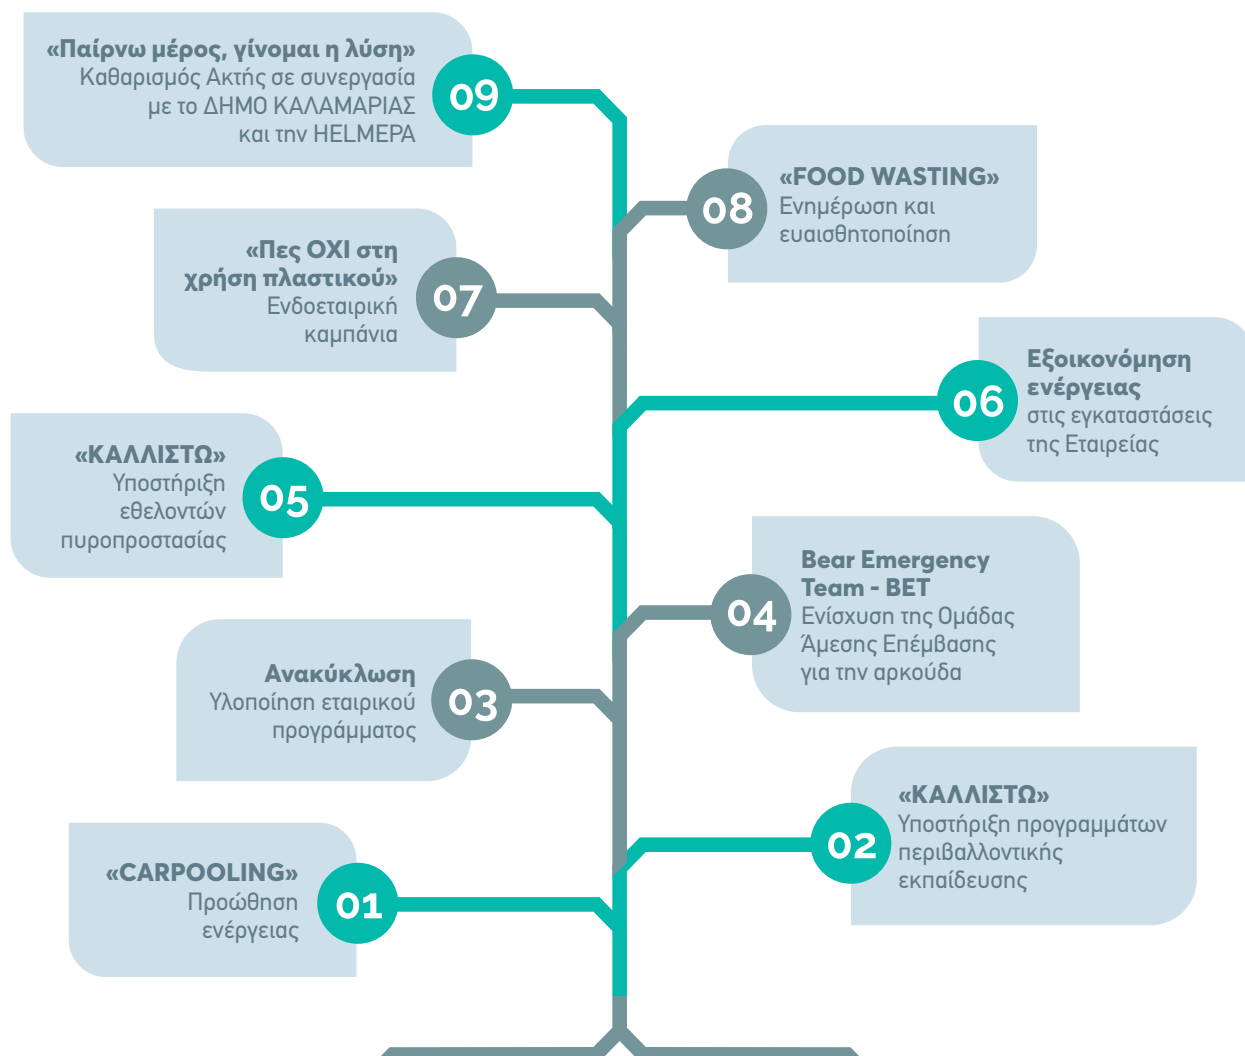 «Παίρνω μέρος, γίνομαι η λύση»
Καθαρισμός Ακτής σε συνεργασία
με το ΔΗΜΟ ΚΑΛΑΜΑΡΙΑΣ
και την HELMEPA
09
08
«FOOD WASTING»
Ενημέρωση και
ευαισθητοποίηση
«Πες ΟΧΙ στη
χρήση πλαστικού»
Ενδοεταιρική
καμπάνια
07
06
Εξοικονόμηση
ενέργειας
στις εγκαταστάσεις
της Εταιρείας
«ΚΑΛΛΙΣΤΩ»
Υποστήριξη
εθελοντών
πυροπροστασίας
05
04
Bear Emergency
Team - BET
Ενίσχυση της Ομάδας
Άμεσης Επέμβασης
για την αρκούδα
Ανακύκλωση
Υλοποίηση εταιρικού
προγράμματος
03
02
«ΚΑΛΛΙΣΤΩ»
Υποστήριξη προγραμμάτων
περιβαλλοντικής
εκπαίδευσης
«CARPOOLING»
Προώθηση
ενέργειας
01